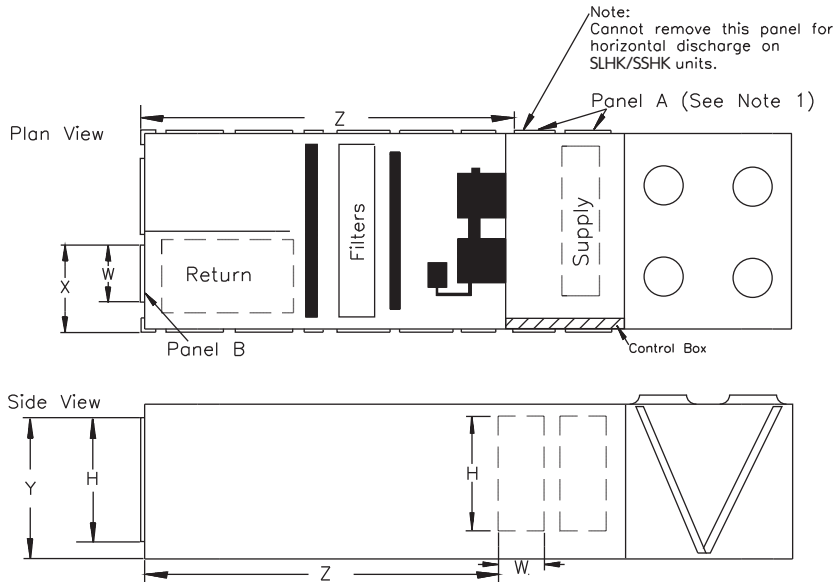 Note:
Cannot remove this panel for
horizontal discharge on
SLHK/SSHK units.
Panel A (See Note 1)
Plan View
Z
Filters
Supply
Return
X
W
Panel B
Control Box
Side View
Y
H
H
W
Z